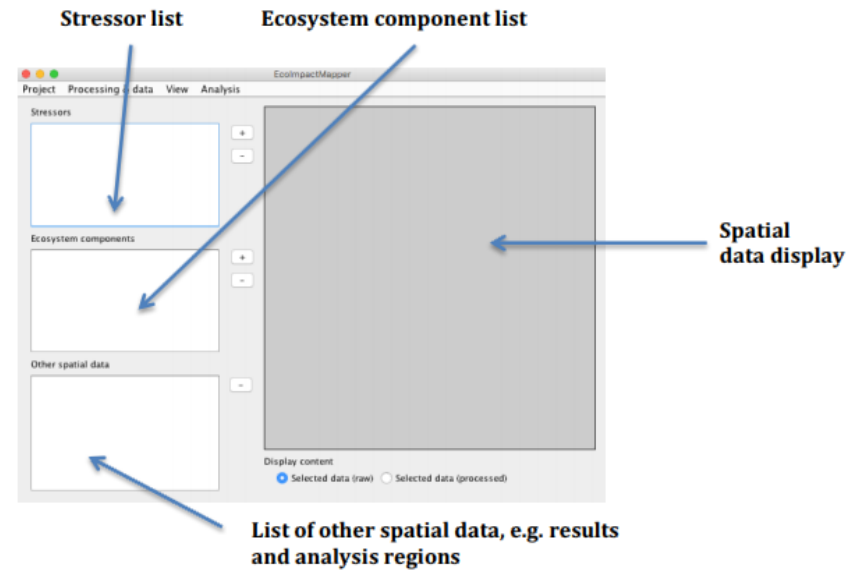 Stressor list
Ecosystem component list
EcoImpactMapper
Project Processing & data View Analysis
Stressors
+
-
Ecosystem components
+
-
Spatial
data display
Other spatial data
-
Display content
Selected data (raw) Selected data (processed)
List of other spatial data, e.g. results
and analysis regions